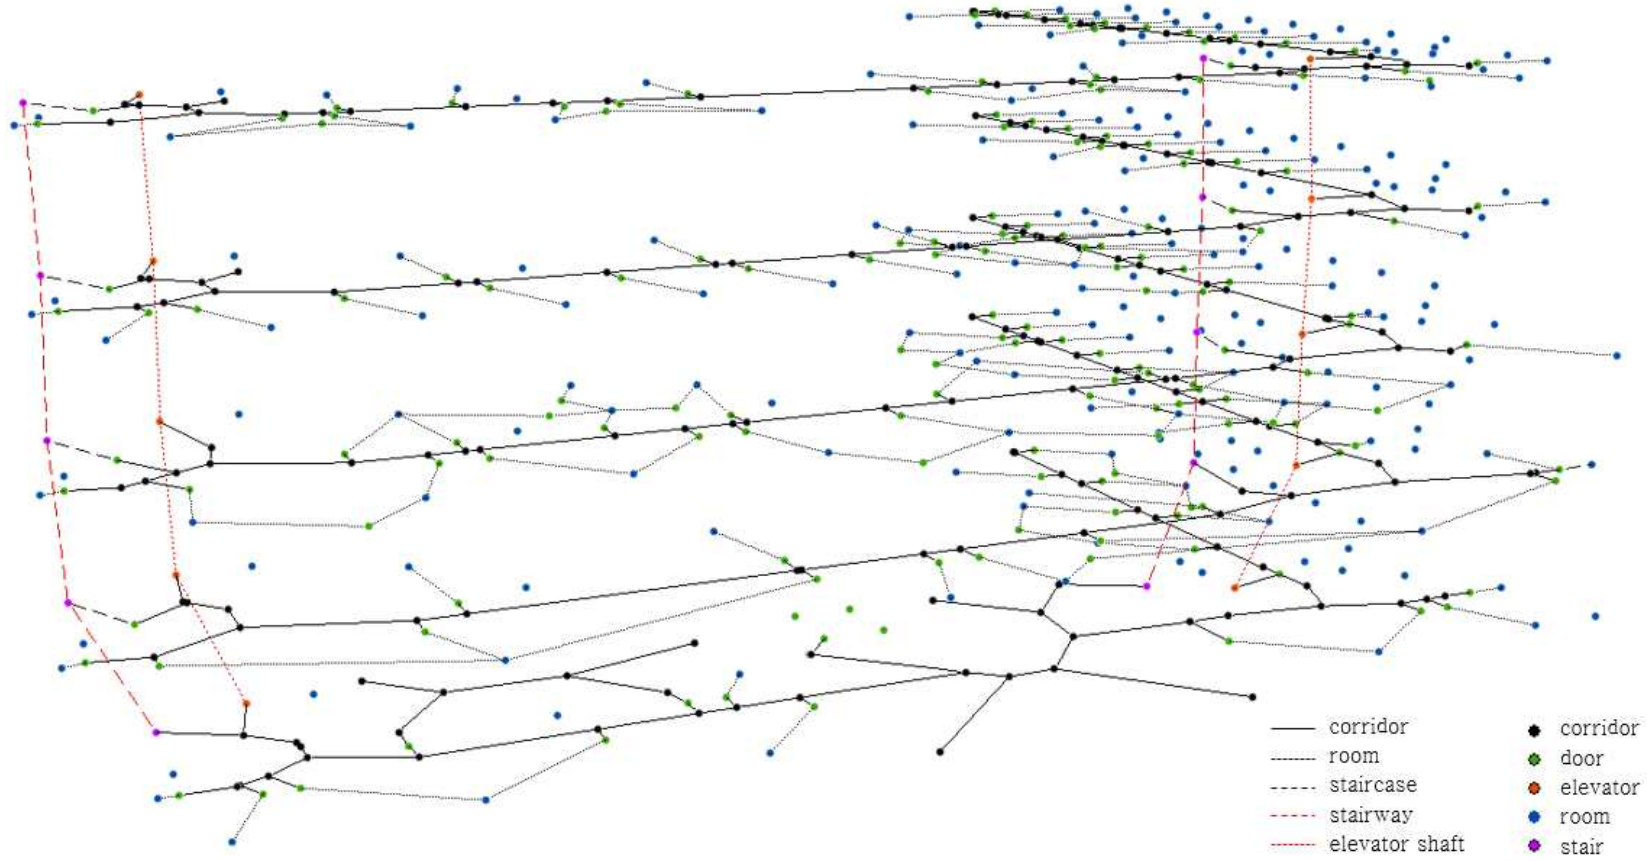 corridor corridor
room door
staircase elevator
stairway room
elevator shaft stair